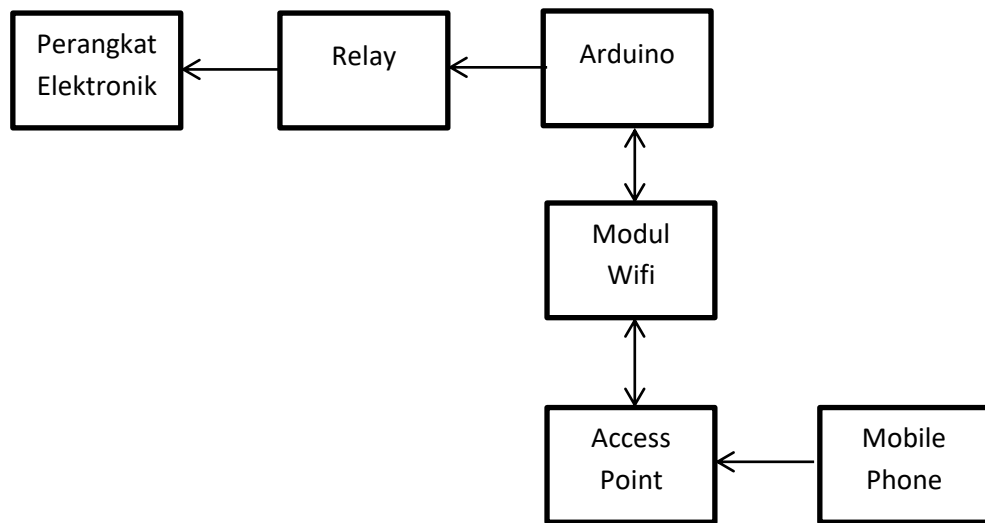 Perangkat
Elektronik
Relay
Arduino
Modul
Wifi
Access
Point
Mobile
Phone